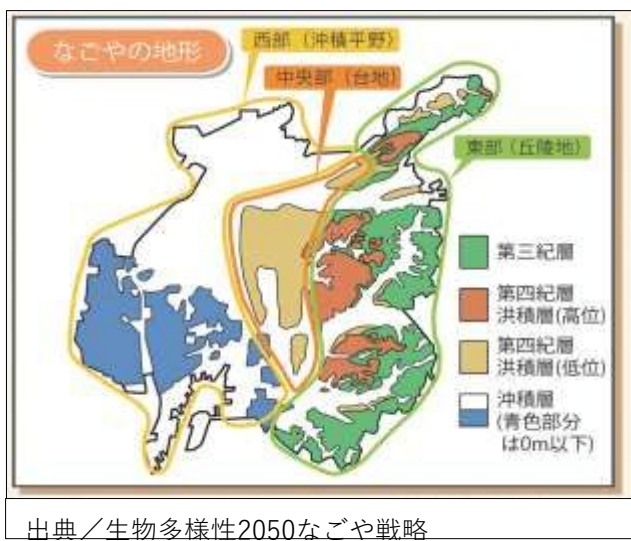 なごやの地形
西部（沖積平野）
中央部（台地）
東部（丘陵地）
第三紀層
第四紀層
洪積層(高位)
第四紀層
洪積層(低位)
沖積層
(青色部分
は0m以下)
出典／生物多様性2050なごや戦略